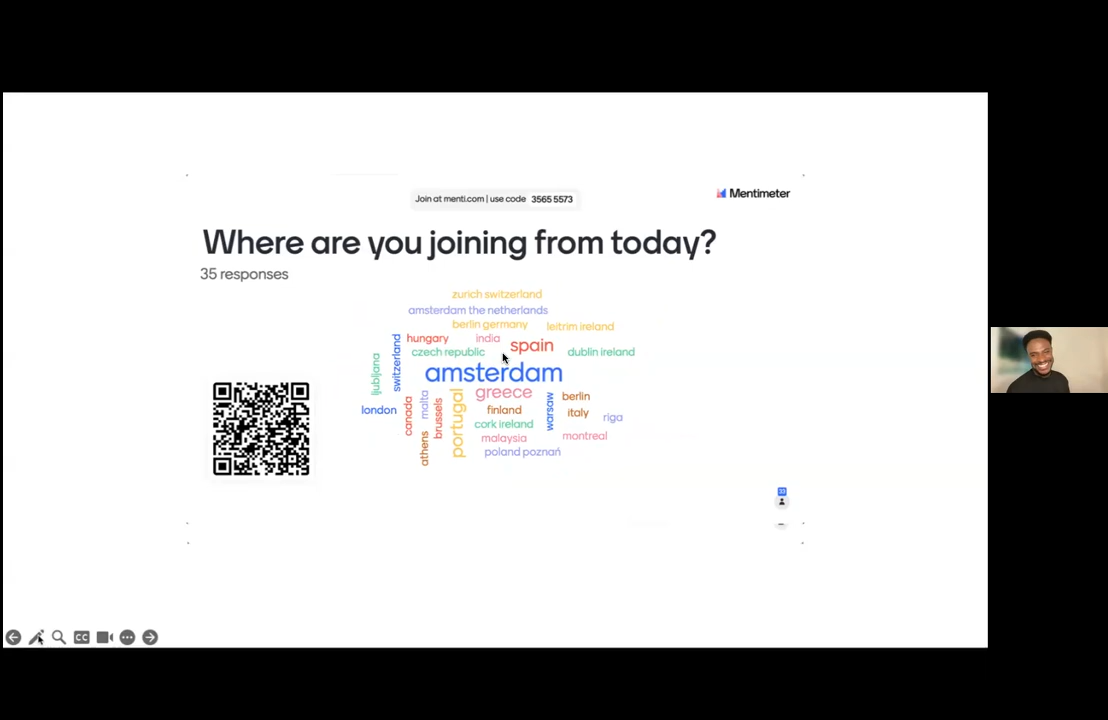 Join at menti.com | use code 3565 5573
Mentimeter
Where are you joining from today?
35 responses
zurich switzerland
amsterdam the netherlands
berlin germany
leitrim ireland
hungary
india
spain
czech republic
dublin ireland
ljubljana
switzerland
amsterdam
greece
berlin
london
canada
malta
brussels
portugal
finland
warsaw
italy
riga
cork ireland
athens
malaysia
montreal
poland poznań
CC